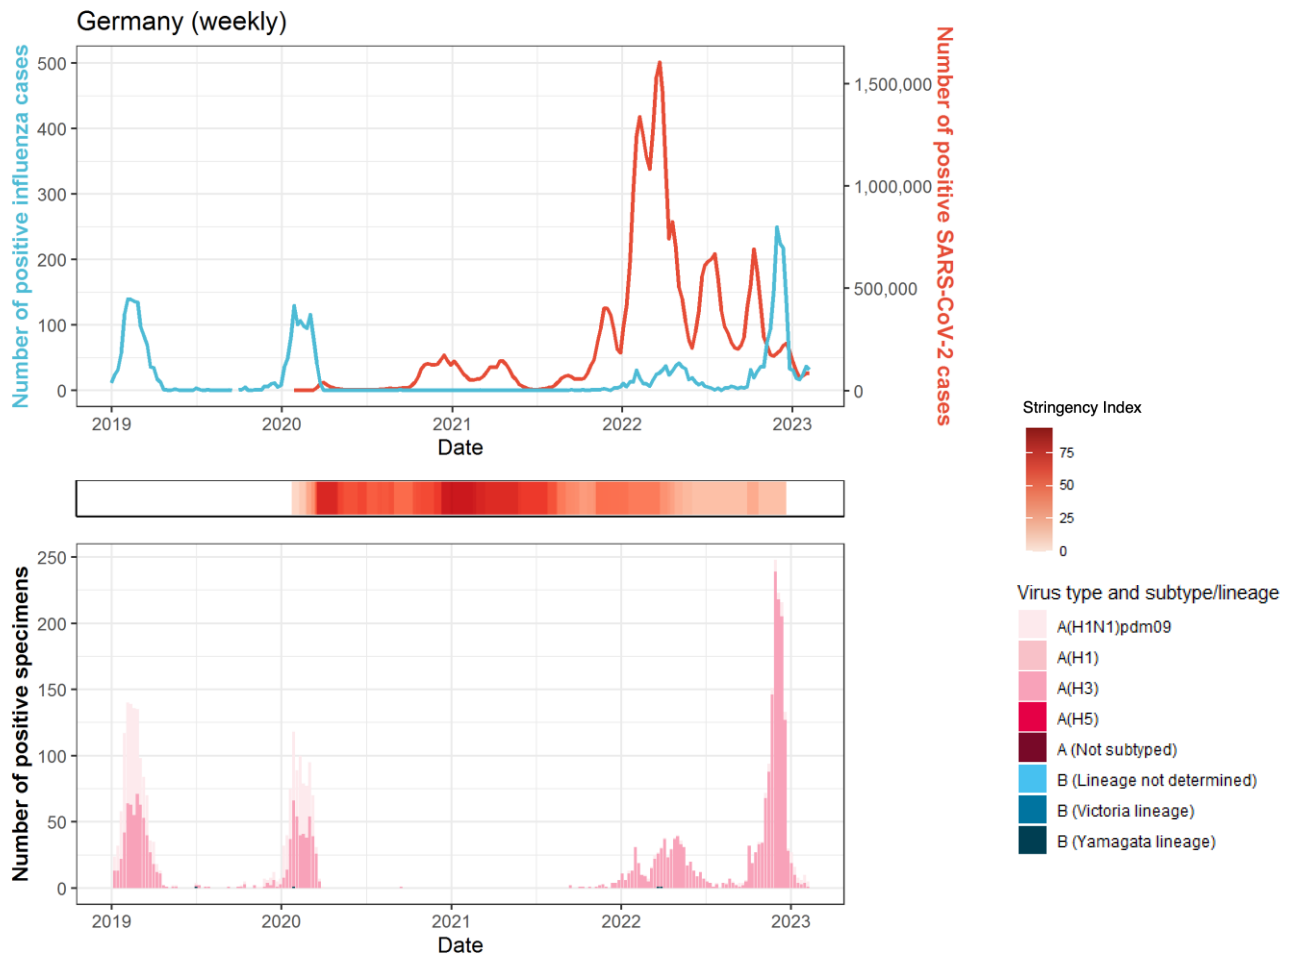 Germany (weekly)
Number of positive influenza cases
500
400
300
200
100
0
1,500,000
1,000,000
500,000
0
Number of positive SARS-CoV-2 cases
2019
2020
2021
2022
2023
Date
Stringency Index
75
50
25
0
Number of positive specimens
250
200
150
100
50
0
2019
2020
2021
2022
2023
Date
Virus type and subtype/lineage
A(H1N1)pdm09
A(H1)
A(H3)
A(H5)
A (Not subtyped)
B (Lineage not determined)
B (Victoria lineage)
B (Yamagata lineage)